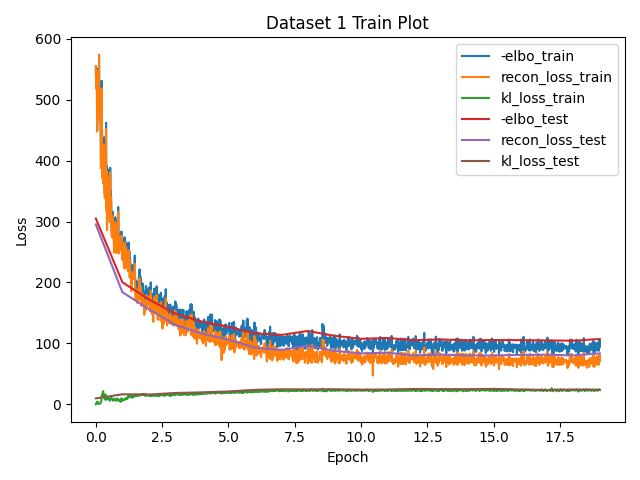 Dataset 1 Train Plot
Loss
600
500
400
300
200
100
0
-elbo_train
recon_loss_train
kl_loss_train
-elbo_test
recon_loss_test
kl_loss_test
0.0 2.5 5.0 7.5 10.0 12.5 15.0 17.5
Epoch